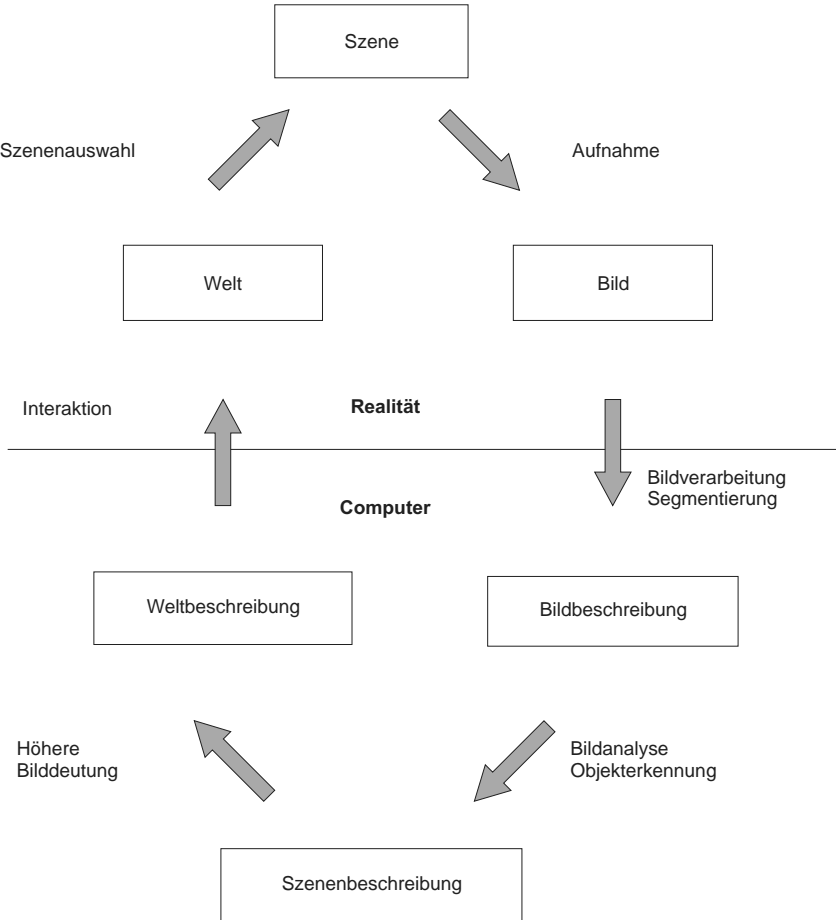 Szene
Szenenauswahl
Aufnahme
Welt
Bild
Interaktion
Realität
Bildverarbeitung
Segmentierung
Computer
Weltbeschreibung
Bildbeschreibung
Höhere
Bilddeutung
Bildanalyse
Objekterkennung
Szenenbeschreibung